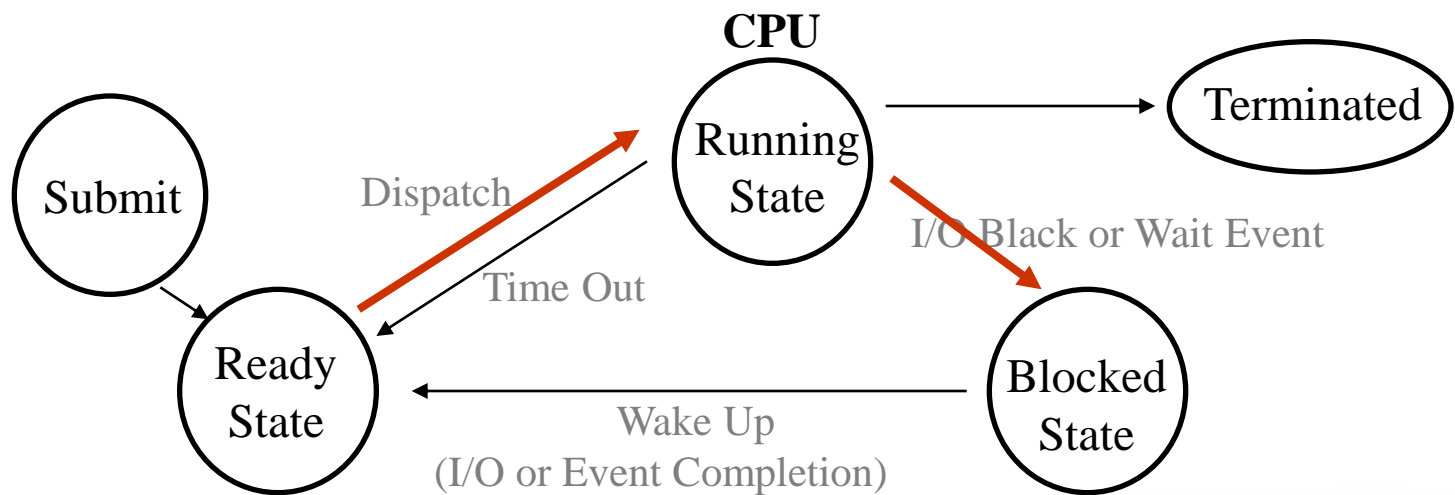 CPU
Terminated
Running
State
Submit
Dispatch
I/O Black or Wait Event
Time Out
Ready
State
Blocked
State
Wake Up
(I/O or Event Completion)